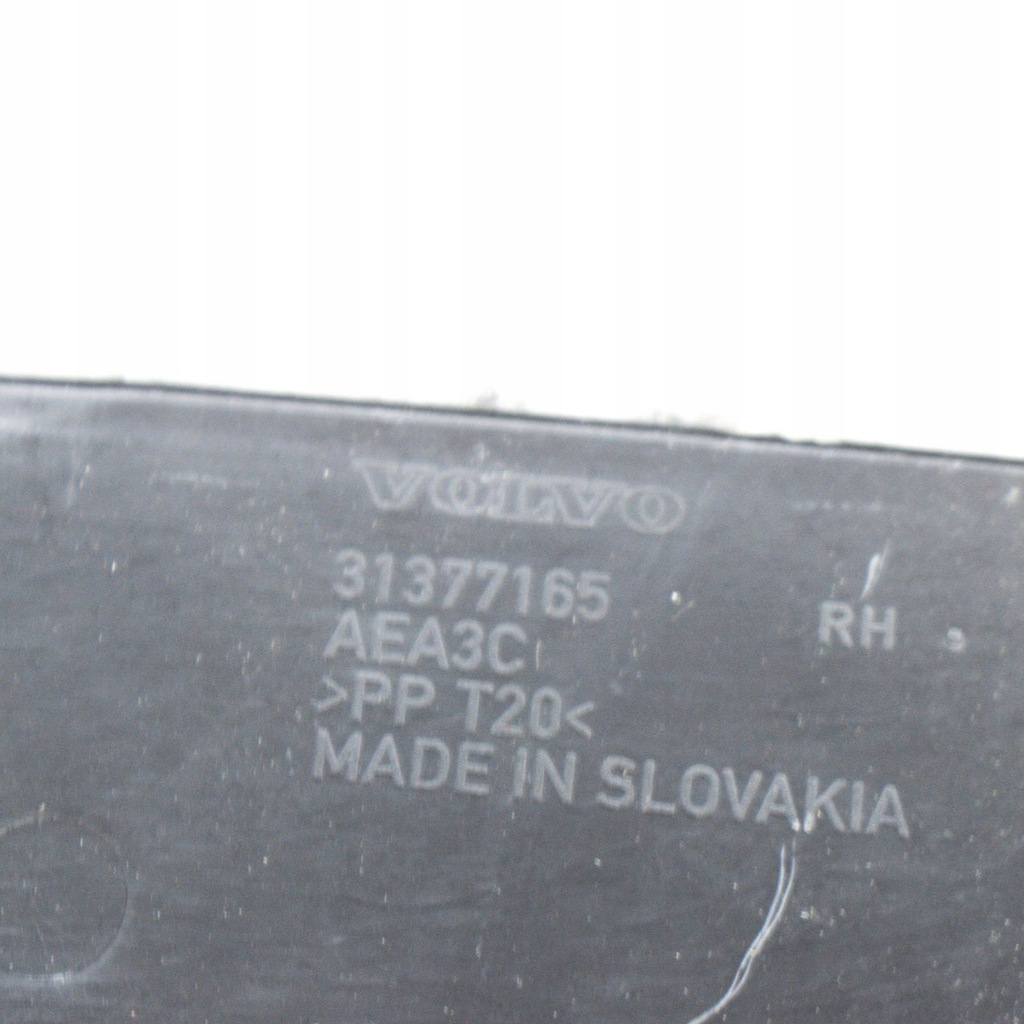 VOLVO
31377165
AEA3C
RH
>PP T20<
MADE IN SLOVAKIA